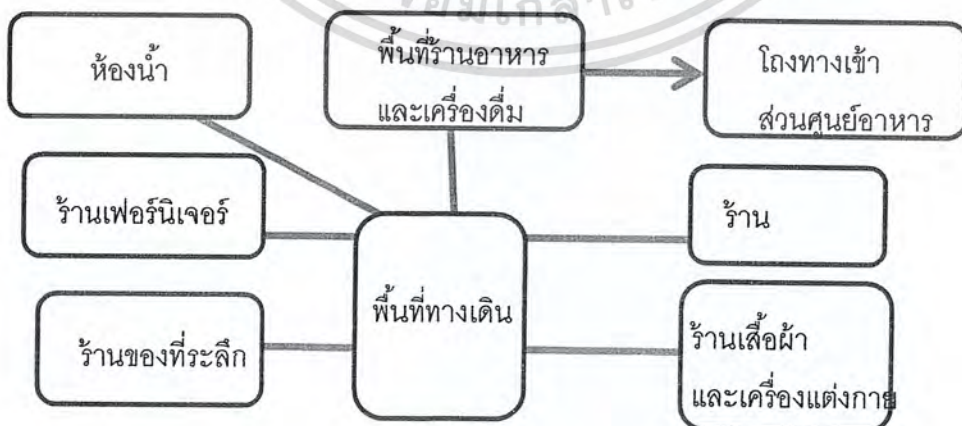 ห้องน้ำ
พื้นที่ร้านอาหาร
และเครื่องดื่ม
โถงทางเข้า
ส่วนศูนย์อาหาร
ร้านเฟอร์นิเจอร์
ร้าน
พื้นที่ทางเดิน
ร้านของที่ระลึก
ร้านเสื้อผ้า
และเครื่องแต่งกาย